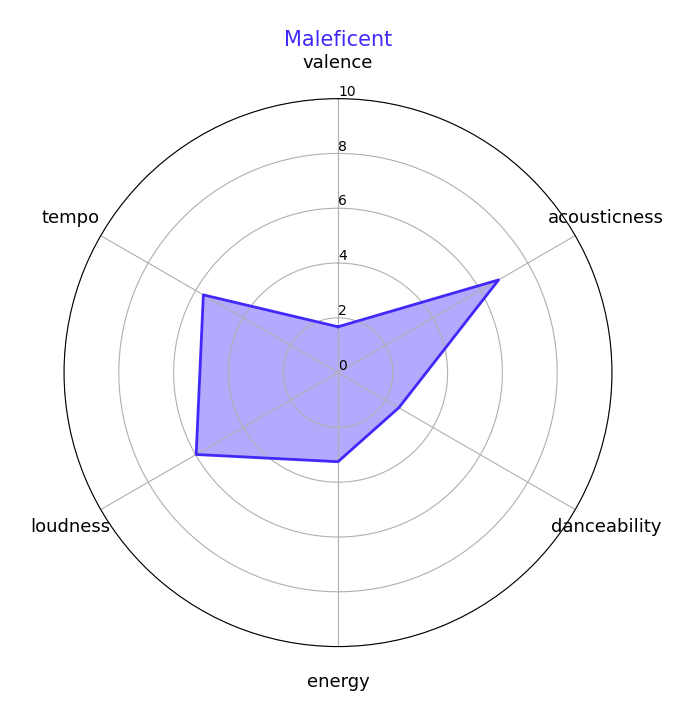 Maleficent
valence
10
8
tempo
6
acousticness
4
2
0
loudness
danceability
energy